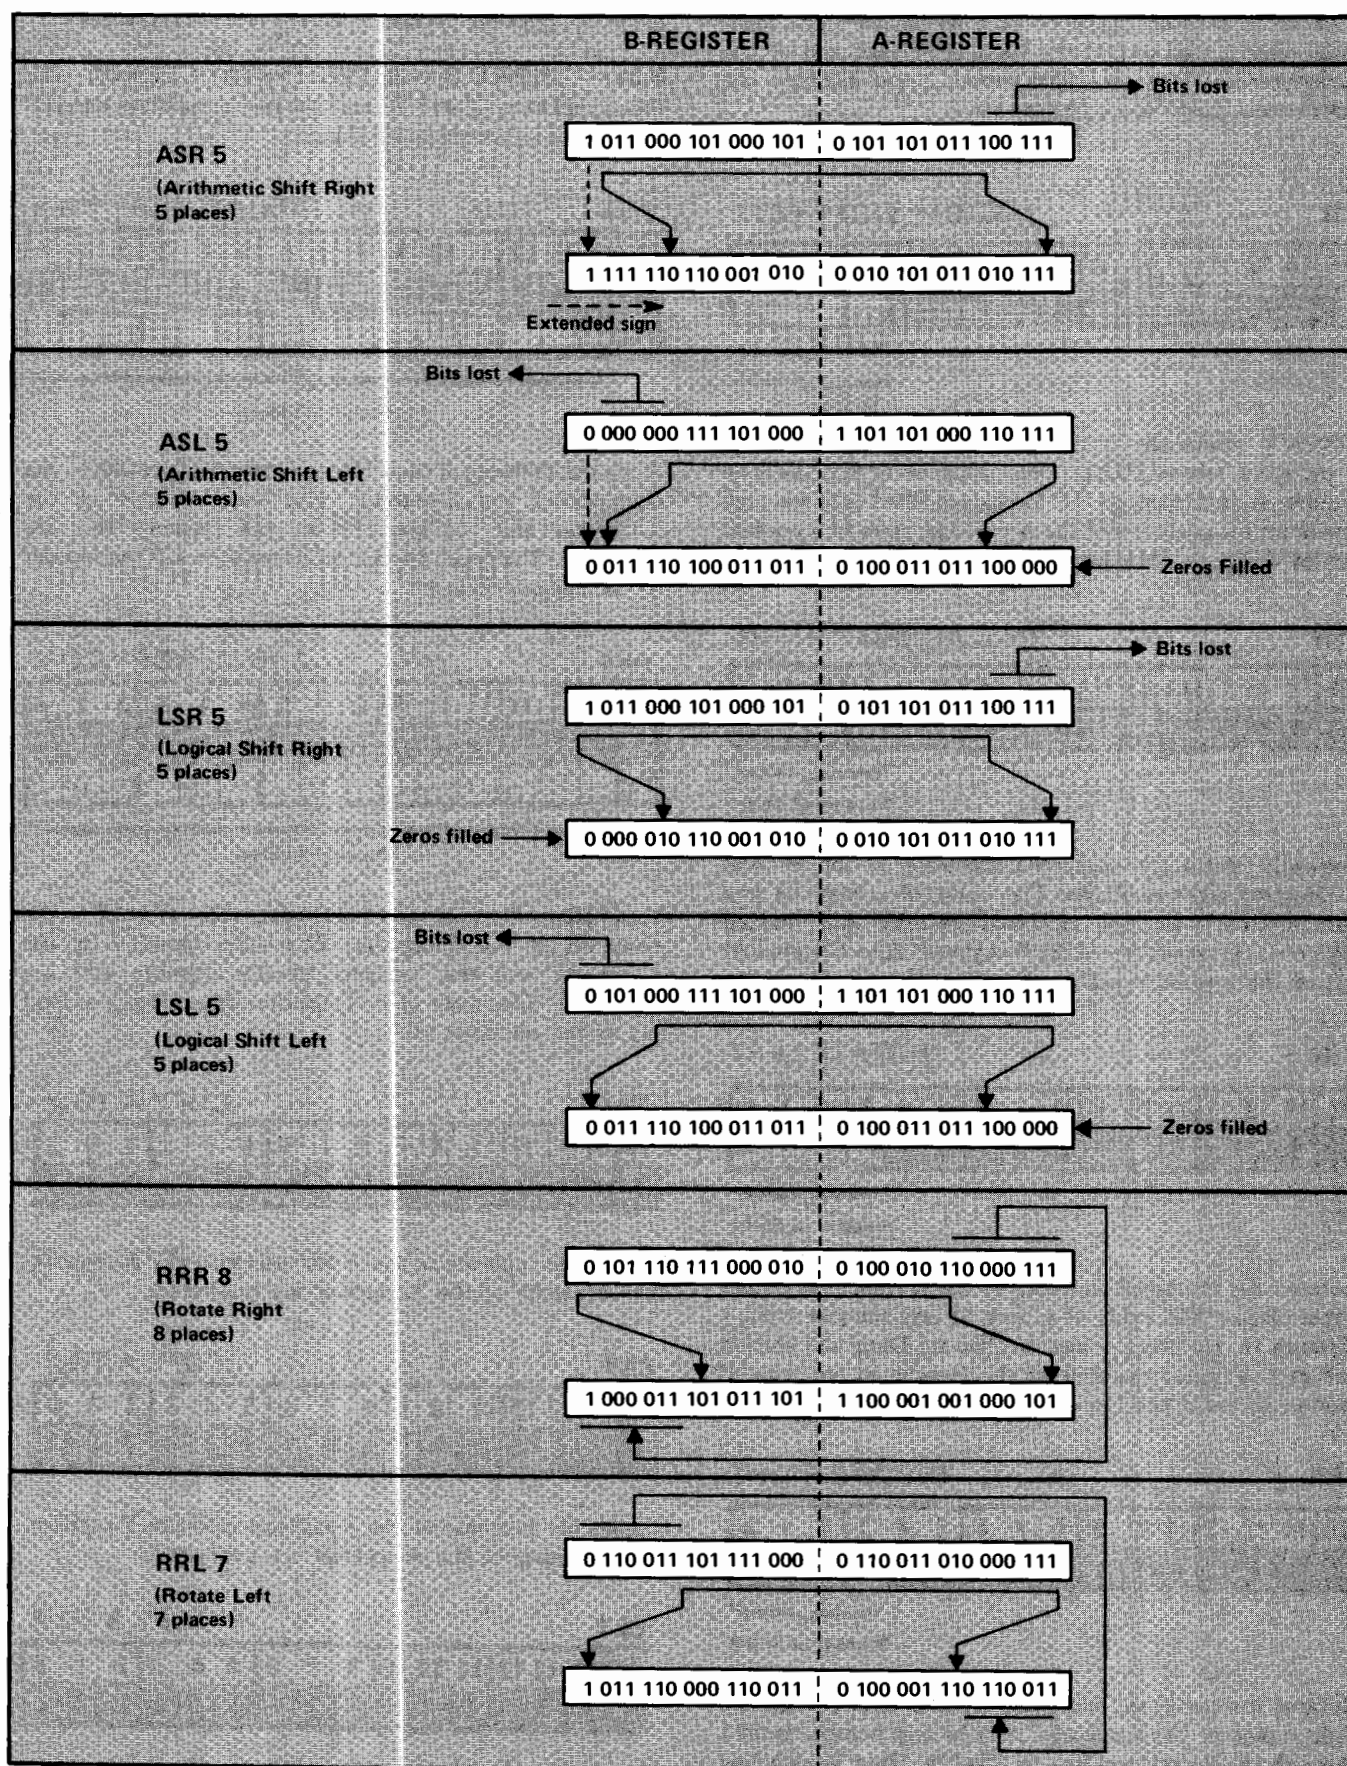 B-REGISTER A-REGISTER
Bits lost
1 011 000 101 000 101 0 101 101 011 100 111
ASR 5
(Arithmetic Shift Right
5 places)
1 111 110 110 001 010 0 010 101 011 010 111
Extended sign
Bits lost
0 000 000 111 101 000 1 101 101 000 110 111
ASL 5
(Arithmetic Shift Left
5 places)
0 011 110 100 011 011 0 100 011 011 100 000 Zeros Filled
Bits lost
1 011 000 101 000 101 0 101 101 011 100 111
LSR 5
(Logical Shift Right
5 places)
Zeros filled 0 000 010 110 001 010 0 010 101 011 010 111
Bits lost
0 101 000 111 101 000 1 101 101 000 110 111
LSL 5
(Logical Shift Left
5 places)
0 011 110 100 011 011 0 100 011 011 100 000 Zeros filled
0 101 110 111 000 010 0 100 010 110 000 111
RRR 8
(Rotate Right
8 places)
1 000 011 101 011 101 1 100 001 001 000 101
0 110 011 101 111 000 0 110 011 010 000 111
RRL 7
(Rotate Left
7 places)
1 011 110 000 110 011 0 100 001 110 110 011